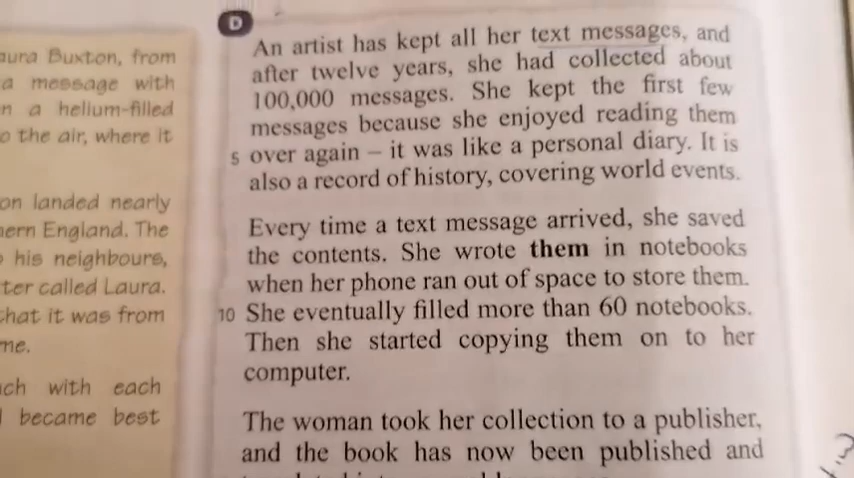 aura Buxton, from
a message with
n a helium-filled
o the air, where it
on landed nearly
ern England. The
his neighbours,
ter called Laura.
that it was from
me.
ach with each
became best
D
An artist has kept all her text messages, and
after twelve years, she had collected about
100,000 messages. She kept the first few
messages because she enjoyed reading them
5 over again – it was like a personal diary. It is
also a record of history, covering world events.
Every time a text message arrived, she saved
the contents. She wrote them in notebooks
when her phone ran out of space to store them.
10 She eventually filled more than 60 notebooks.
Then she started copying them on to her
computer.
The woman took her collection to a publisher,
and the book has now been published and